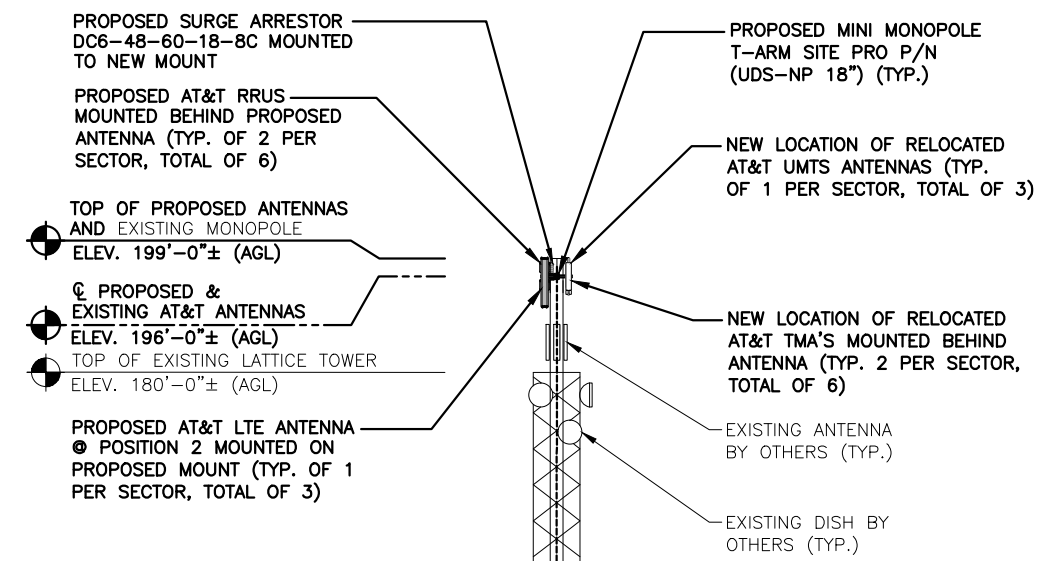 PROPOSED SURGE ARRESTOR
DC6-48-60-18-8C MOUNTED
TO NEW MOUNT
PROPOSED AT&T RRUS
MOUNTED BEHIND PROPOSED
ANTENNA (TYP. OF 2 PER
SECTOR, TOTAL OF 6)
TOP OF PROPOSED ANTENNAS
AND EXISTING MONOPOLE
ELEV. 199'-0"± (AGL)
℄ PROPOSED &
EXISTING AT&T ANTENNAS
ELEV. 196'-0"± (AGL)
TOP OF EXISTING LATTICE TOWER
ELEV. 180'-0"± (AGL)
PROPOSED AT&T LTE ANTENNA
@ POSITION 2 MOUNTED ON
PROPOSED MOUNT (TYP. OF 1
PER SECTOR, TOTAL OF 3)
PROPOSED MINI MONOPOLE
T-ARM SITE PRO P/N
(UDS-NP 18") (TYP.)
NEW LOCATION OF RELOCATED
AT&T UMTS ANTENNAS (TYP.
OF 1 PER SECTOR, TOTAL OF 3)
NEW LOCATION OF RELOCATED
AT&T TMA'S MOUNTED BEHIND
ANTENNA (TYP. 2 PER SECTOR,
TOTAL OF 6)
EXISTING ANTENNA
BY OTHERS (TYP.)
EXISTING DISH BY
OTHERS (TYP.)